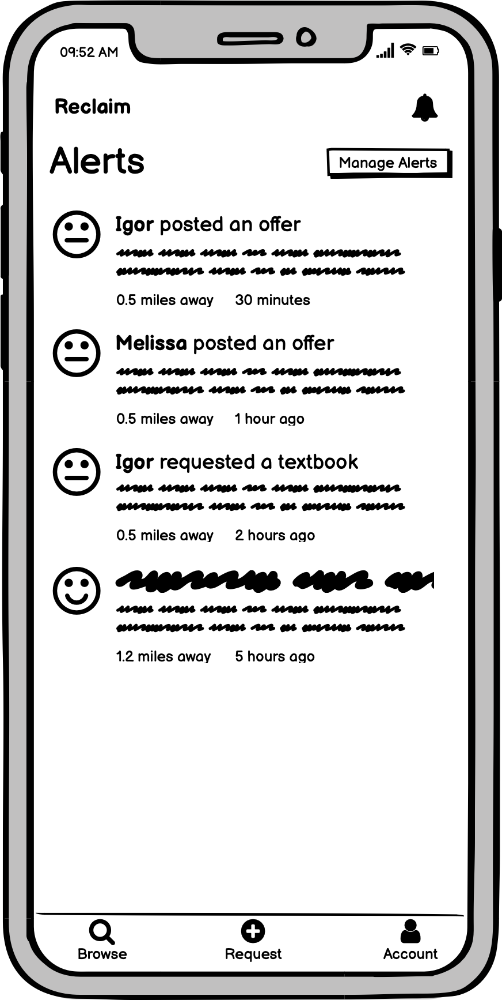 09:52 AM
Reclaim
Alerts
Manage Alerts
Igor posted an offer
0.5 miles away 30 minutes
Melissa posted an offer
0.5 miles away 1 hour ago
Igor requested a textbook
0.5 miles away 2 hours ago
1.2 miles away 5 hours ago
Browse Request Account